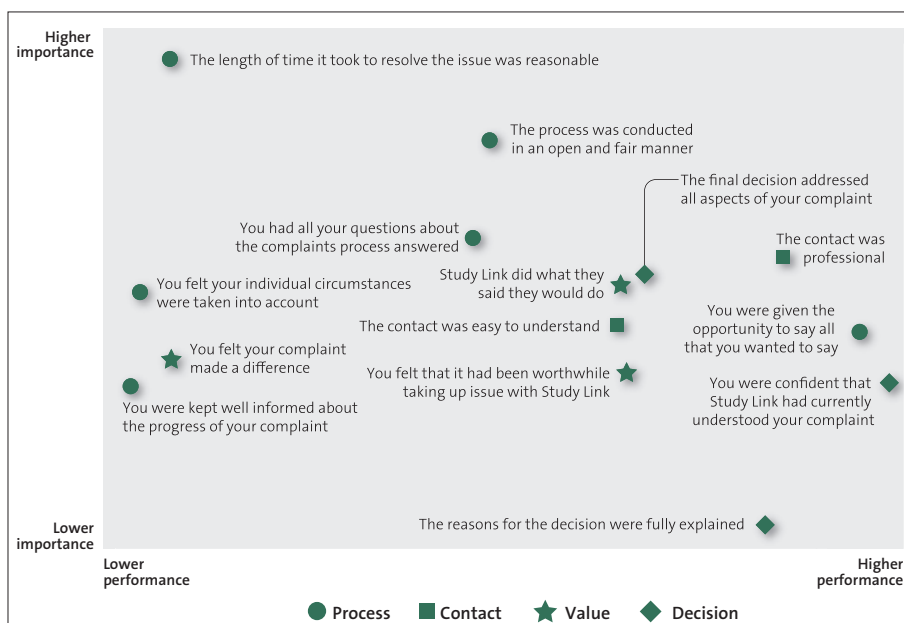 Higher
importance
The length of time it took to resolve the issue was reasonable
The process was conducted
in an open and fair manner
The final decision addressed
all aspects of your complaint
You had all your questions about
the complaints process answered
The contact was
professional
Study Link did what they
said they would do
You felt your individual circumstances
were taken into account
The contact was easy to understand
You were given the
opportunity to say all
that you wanted to say
You felt your complaint
made a difference
You felt that it had been worthwhile
taking up issue with Study Link
You were confident that
Study Link had currently
understood your complaint
You were kept well informed about
the progress of your complaint
The reasons for the decision were fully explained
Lower
importance
Lower
performance
Higher
performance
Process
Contact
Value
Decision